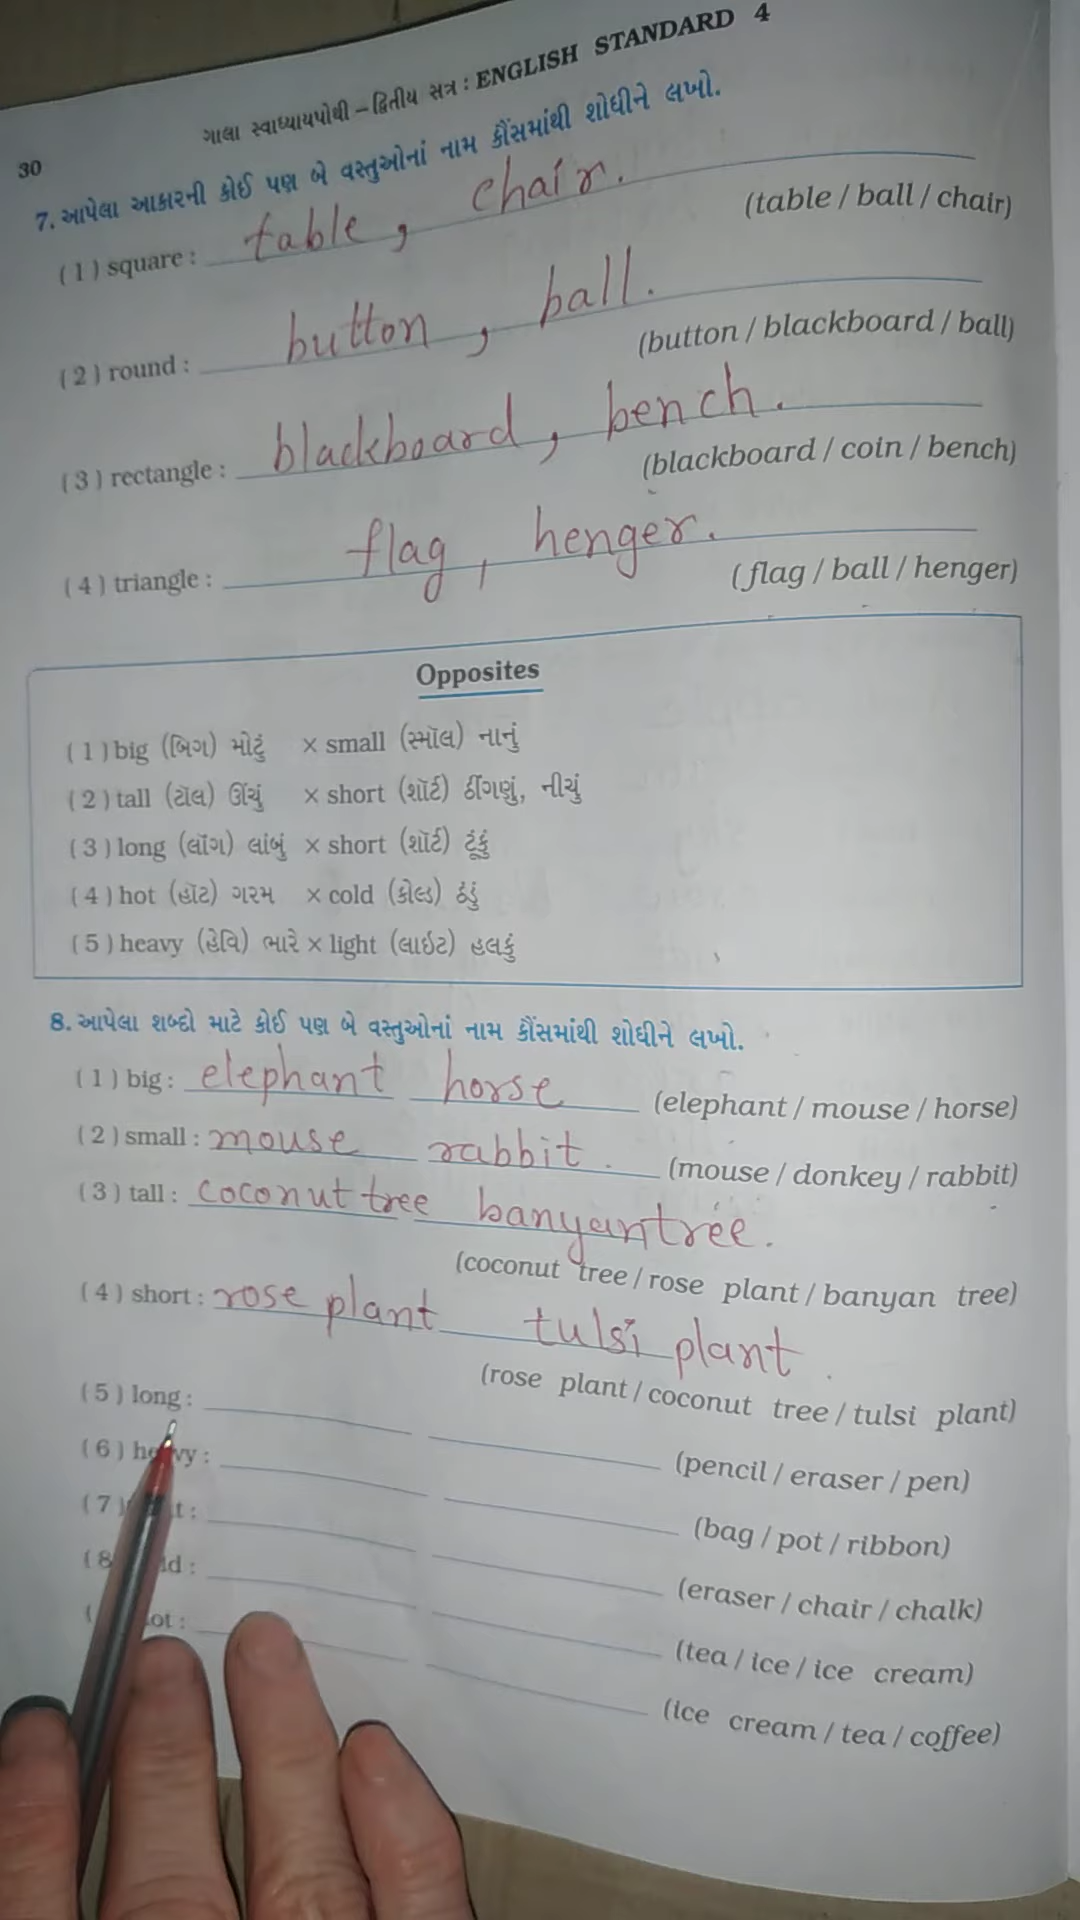 ગાલા સ્વાધ્યાયપોથી – દ્વિતીય સત્ર : ENGLISH STANDARD 4
30
7. આપેલા આકારની કોઈ પણ બે વસ્તુઓનાં નામ કૌંસમાંથી શોધીને લખો.
(1) square : table, chair.
(table / ball / chair)
(2) round : button, ball.
(button / blackboard / ball)
(3) rectangle : blackboard, bench.
(blackboard / coin / bench)
(4) triangle : flag, henger.
(flag / ball / henger)
Opposites
(1) big (બિગ) મોટું × small (સ્મૉલ) નાનું
(2) tall (ટૉલ) ઊંચું × short (શૉર્ટ) ઠીંગણું, નીચું
(3) long (લૉંગ) લાંબું × short (શૉર્ટ) ટૂંકું
(4) hot (હૉટ) ગરમ × cold (કોલ્ડ) ઠંડું
(5) heavy (હેવિ) ભારે × light (લાઇટ) હલકું
8. આપેલા શબ્દો માટે કોઈ પણ બે વસ્તુઓનાં નામ કૌંસમાંથી શોધીને લખો.
(1) big : elephant horse (elephant / mouse / horse)
(2) small : mouse rabbit. (mouse / donkey / rabbit)
(3) tall : coconut tree banyantree.
(coconut tree / rose plant / banyan tree)
(4) short : rose plant tulsi plant.
(rose plant / coconut tree / tulsi plant)
(5) long :
(pencil / eraser / pen)
(6) :
(bag / pot / ribbon)
(7)
(eraser / chair / chalk)
(8
(tea / ice / ice cream)
(ice cream / tea / coffee)